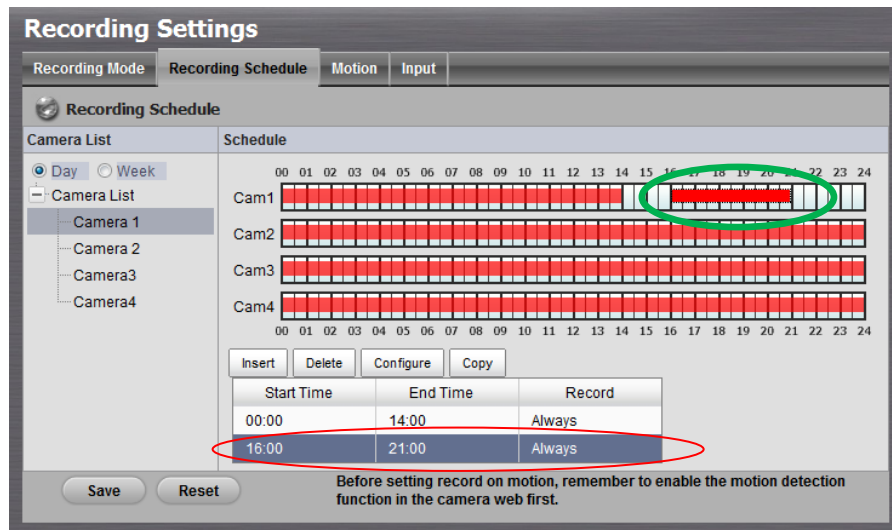 Recording Settings
Recording Mode Recording Schedule Motion Input
Recording Schedule
Camera List Schedule
Day Week
Camera List
Camera 1
Camera 2
Camera3
Camera4
00 01 02 03 04 05 06 07 08 09 10 11 12 13 14 15 16 17 18 19 20 21 22 23 24
Cam1
Cam2
Cam3
Cam4
00 01 02 03 04 05 06 07 08 09 10 11 12 13 14 15 16 17 18 19 20 21 22 23 24
Insert Delete Configure Copy
Start Time End Time Record
00:00 14:00 Always
16:00 21:00 Always
Save Reset
Before setting record on motion, remember to enable the motion detection
function in the camera web first.